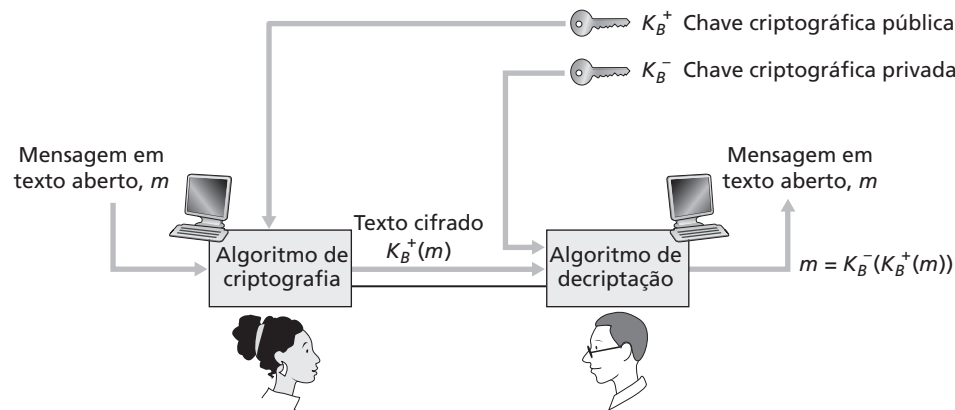 K_B^+ Chave criptográfica pública
K_B^- Chave criptográfica privada
Mensagem em
texto aberto, m
Mensagem em
texto aberto, m
Texto cifrado
K_B^+(m)
Algoritmo de
criptografia
Algoritmo de
decriptação
m = K_B^-(K_B^+(m))